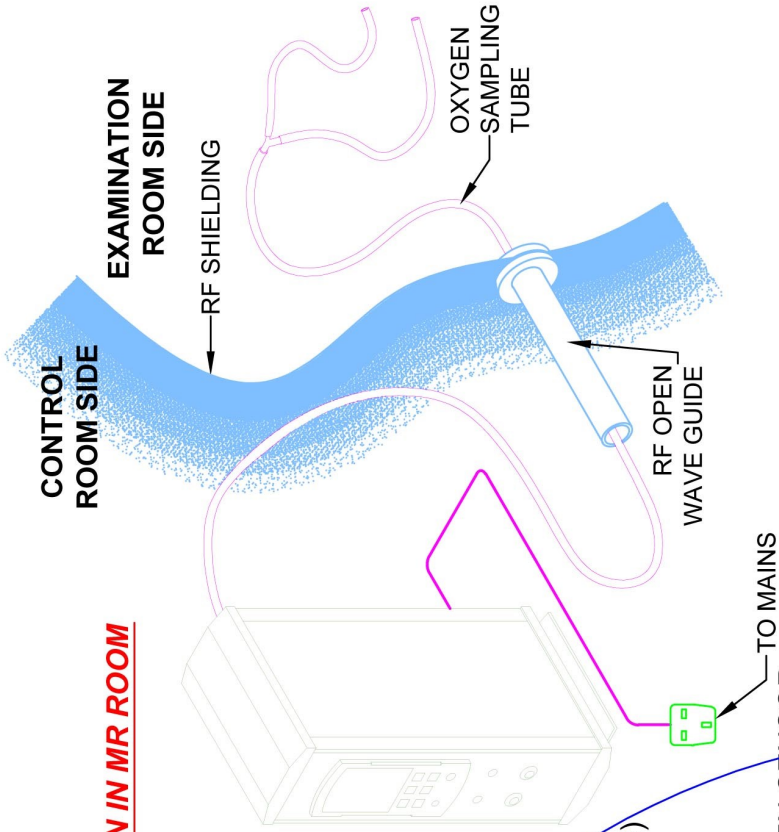 CONTROL
ROOM SIDE
EXAMINATION
ROOM SIDE
N IN MR ROOM
RF SHIELDING
OXYGEN
SAMPLING
TUBE
RF OPEN
WAVE GUIDE
)
TO MAINS